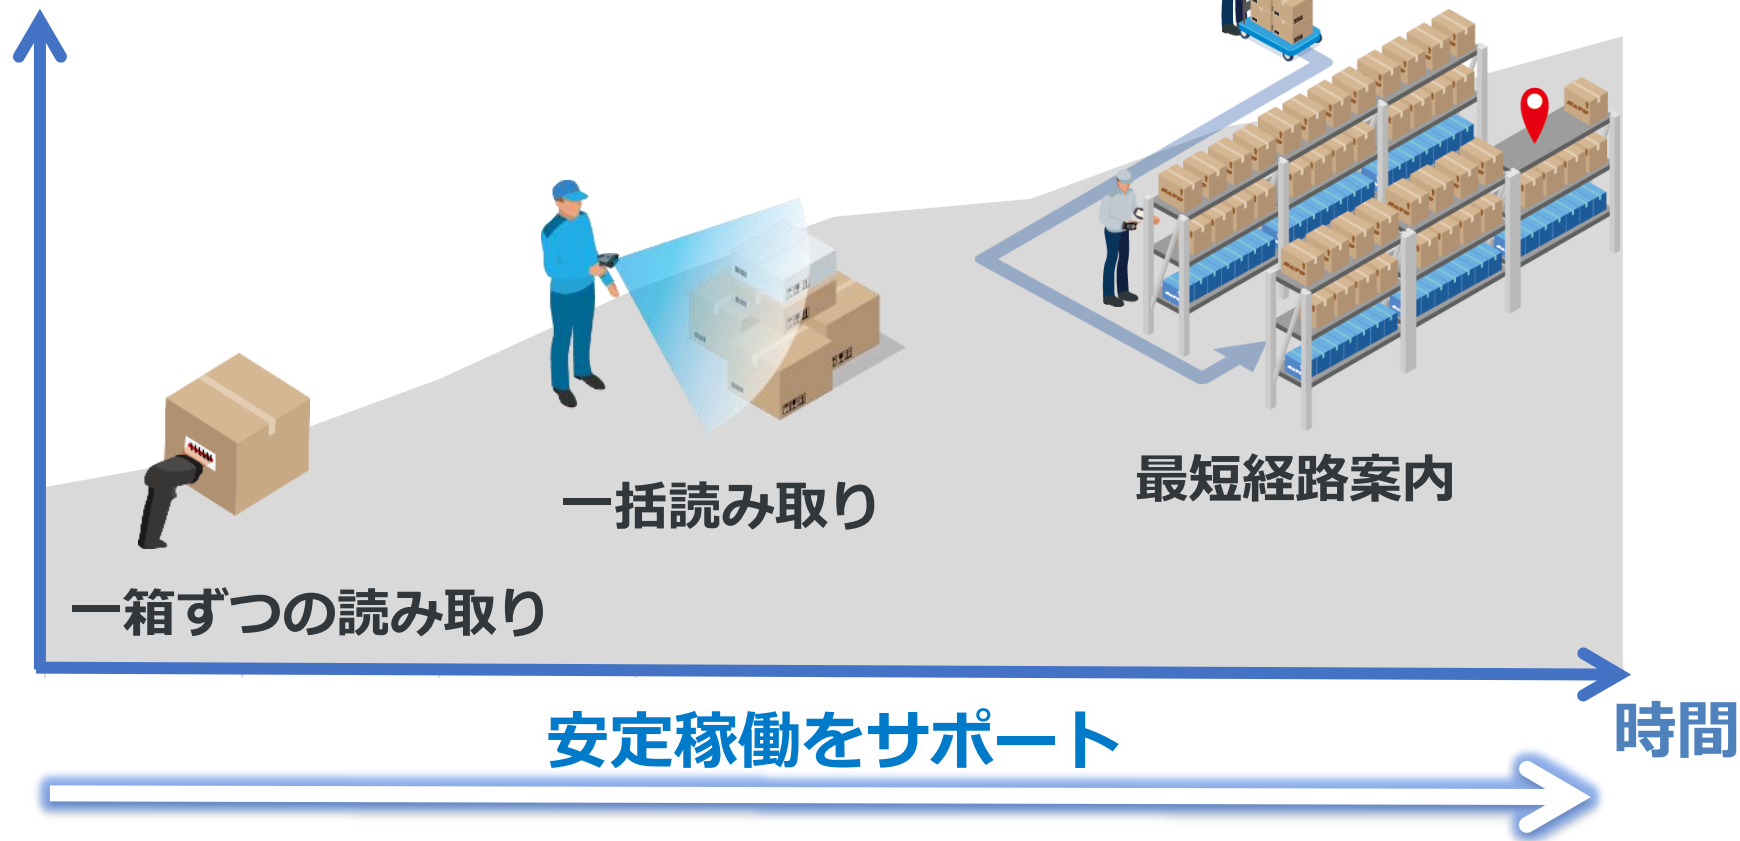 最短経路案内
一括読み取り
一箱ずつの読み取り
時間
安定稼働をサポート